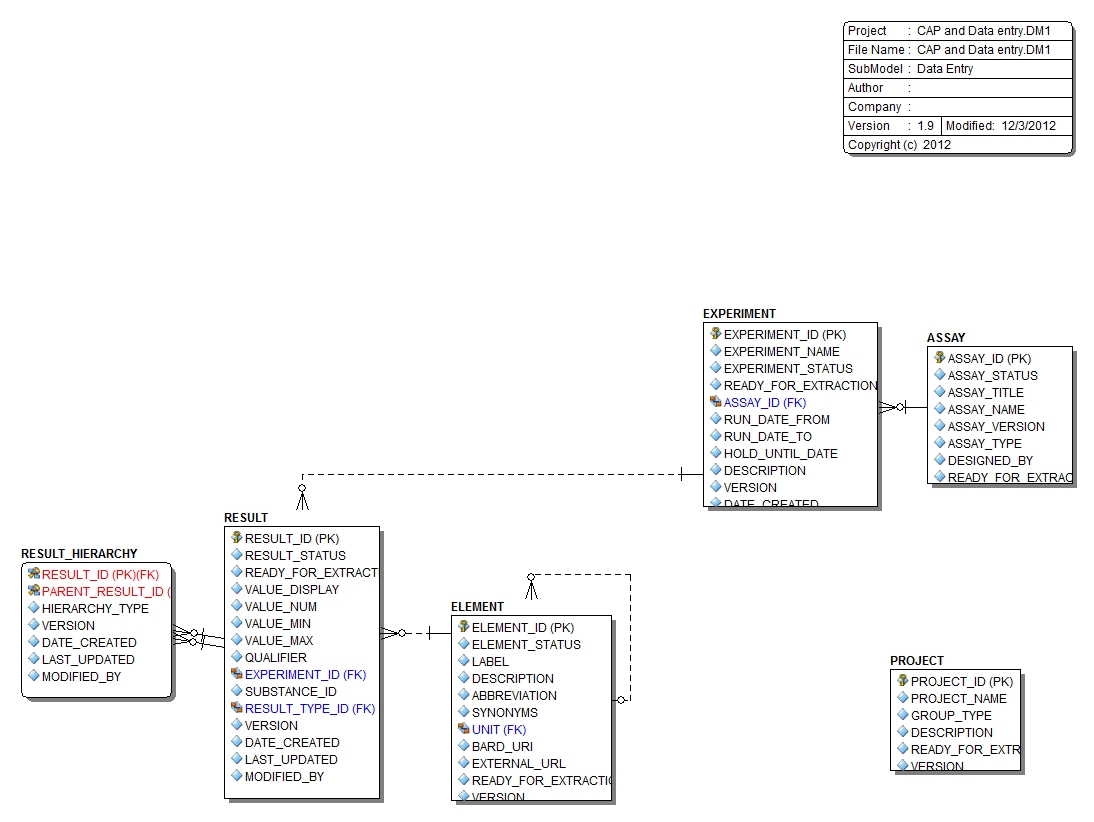 Project : CAP and Data entry.DM1
File Name : CAP and Data entry.DM1
SubModel : Data Entry
Author :
Company :
Version : 1.9 Modified: 12/3/2012
Copyright (c) 2012
EXPERIMENT
EXPERIMENT_ID (PK)
EXPERIMENT_NAME
EXPERIMENT_STATUS
READY_FOR_EXTRACTION
ASSAY_ID (FK)
RUN_DATE_FROM
RUN_DATE_TO
HOLD_UNTIL_DATE
DESCRIPTION
VERSION
DATE_CREATED
ASSAY
ASSAY_ID (PK)
ASSAY_STATUS
ASSAY_TITLE
ASSAY_NAME
ASSAY_VERSION
ASSAY_TYPE
DESIGNED_BY
READY_FOR_EXTRAC
RESULT
RESULT_ID (PK)
RESULT_STATUS
READY_FOR_EXTRACT
VALUE_DISPLAY
VALUE_NUM
VALUE_MIN
VALUE_MAX
QUALIFIER
EXPERIMENT_ID (FK)
SUBSTANCE_ID
RESULT_TYPE_ID (FK)
VERSION
DATE_CREATED
LAST_UPDATED
MODIFIED_BY
RESULT_HIERARCHY
RESULT_ID (PK)(FK)
PARENT_RESULT_ID (
HIERARCHY_TYPE
VERSION
DATE_CREATED
LAST_UPDATED
MODIFIED_BY
ELEMENT
ELEMENT_ID (PK)
ELEMENT_STATUS
LABEL
DESCRIPTION
ABBREVIATION
SYNONYMS
UNIT (FK)
BARD_URI
EXTERNAL_URL
READY_FOR_EXTRACTIO
VERSION
PROJECT
PROJECT_ID (PK)
PROJECT_NAME
GROUP_TYPE
DESCRIPTION
READY_FOR_EXTR
VERSION